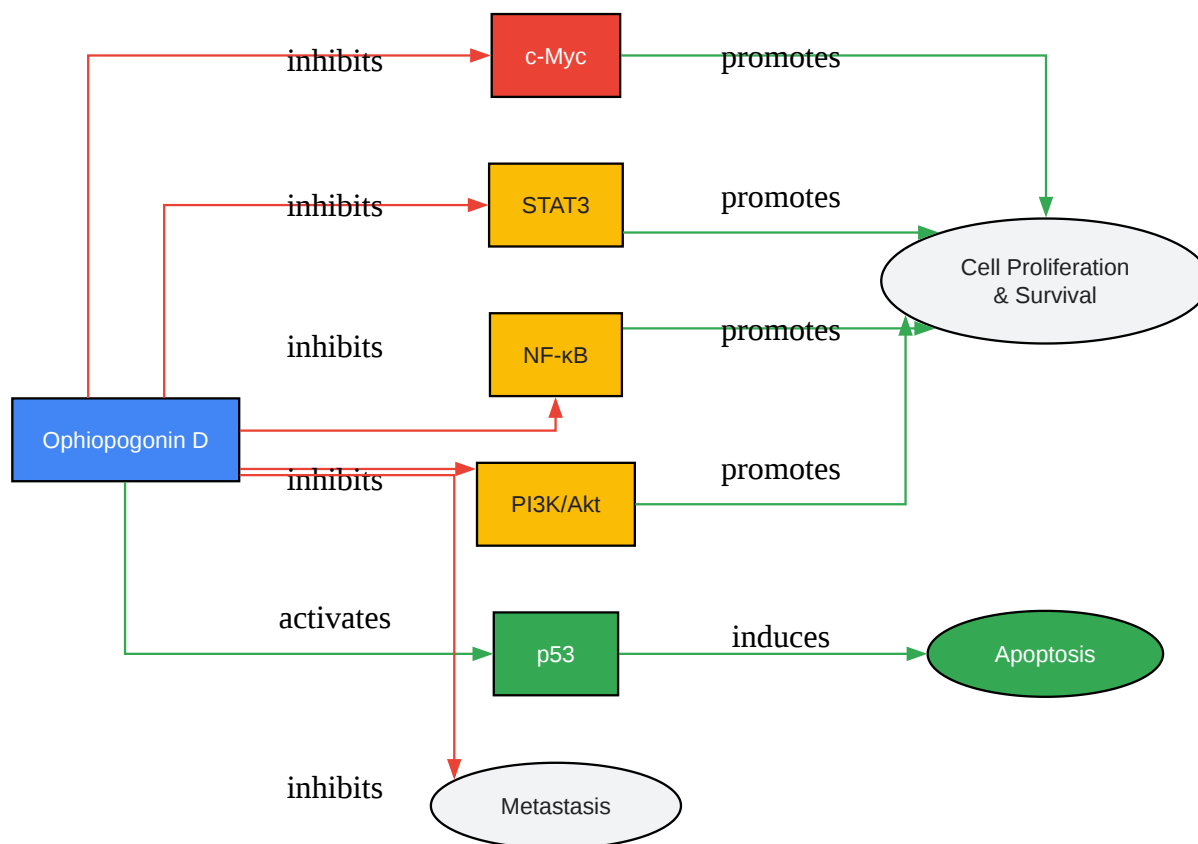 inhibits
c-Myc
promotes
inhibits
STAT3
promotes
Cell Proliferation
& Survival
inhibits
NF-κB
promotes
Ophiopogonin D
inhibits
PI3K/Akt
promotes
activates
p53
induces
Apoptosis
inhibits
Metastasis